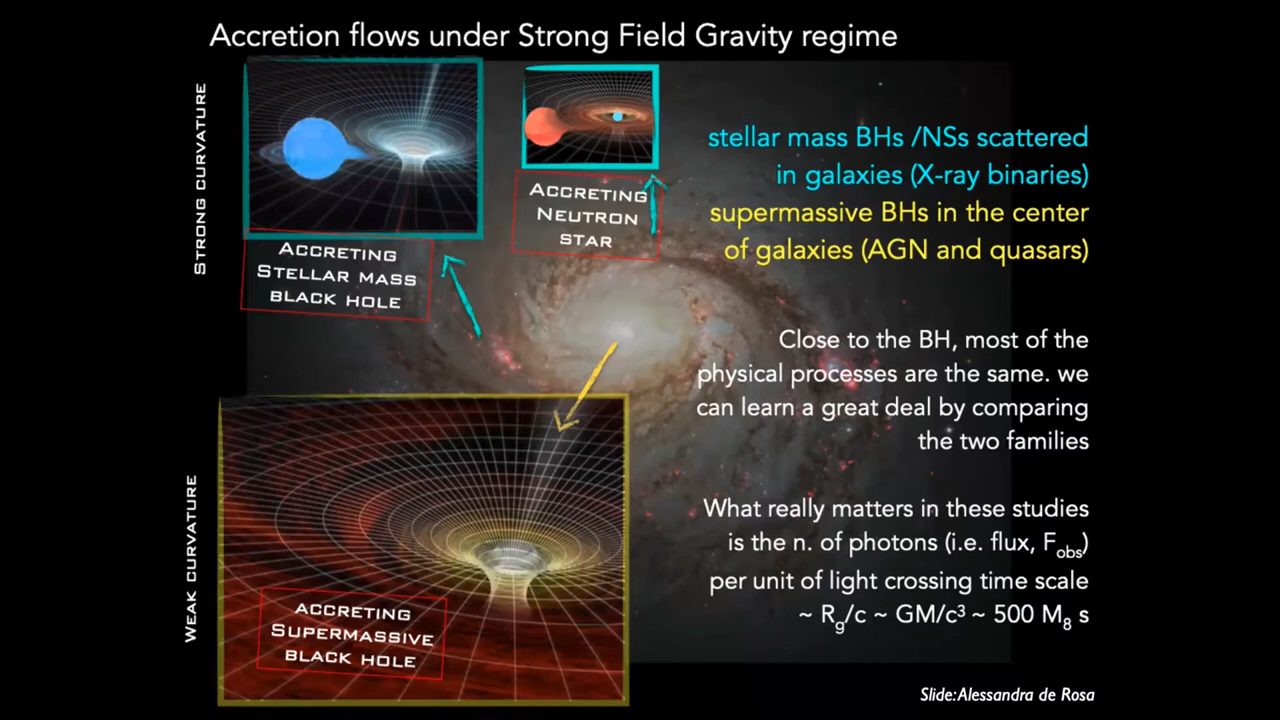 Accretion flows under Strong Field Gravity regime
STRONG CURVATURE
ACCRETING
STELLAR MASS
BLACK HOLE
ACCRETING
NEUTRON
STAR
stellar mass BHs /NSs scattered
in galaxies (X-ray binaries)
supermassive BHs in the center
of galaxies (AGN and quasars)
Close to the BH, most of the
physical processes are the same. we
can learn a great deal by comparing
the two families
What really matters in these studies
is the n. of photons (i.e. flux, F_obs)
per unit of light crossing time scale
~ R_g/c ~ GM/c³ ~ 500 M_8 s
WEAK CURVATURE
ACCRETING
SUPERMASSIVE
BLACK HOLE
Slide:Alessandra de Rosa